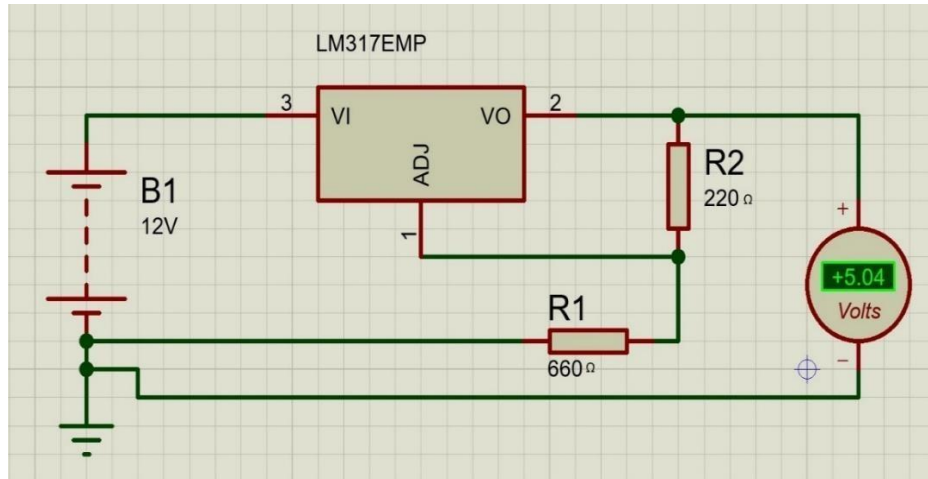 LM317EMP
3
VI
VO
2
ADJ
1
B1
12V
R2
220Ω
+
+5.04
Volts
−
R1
660Ω